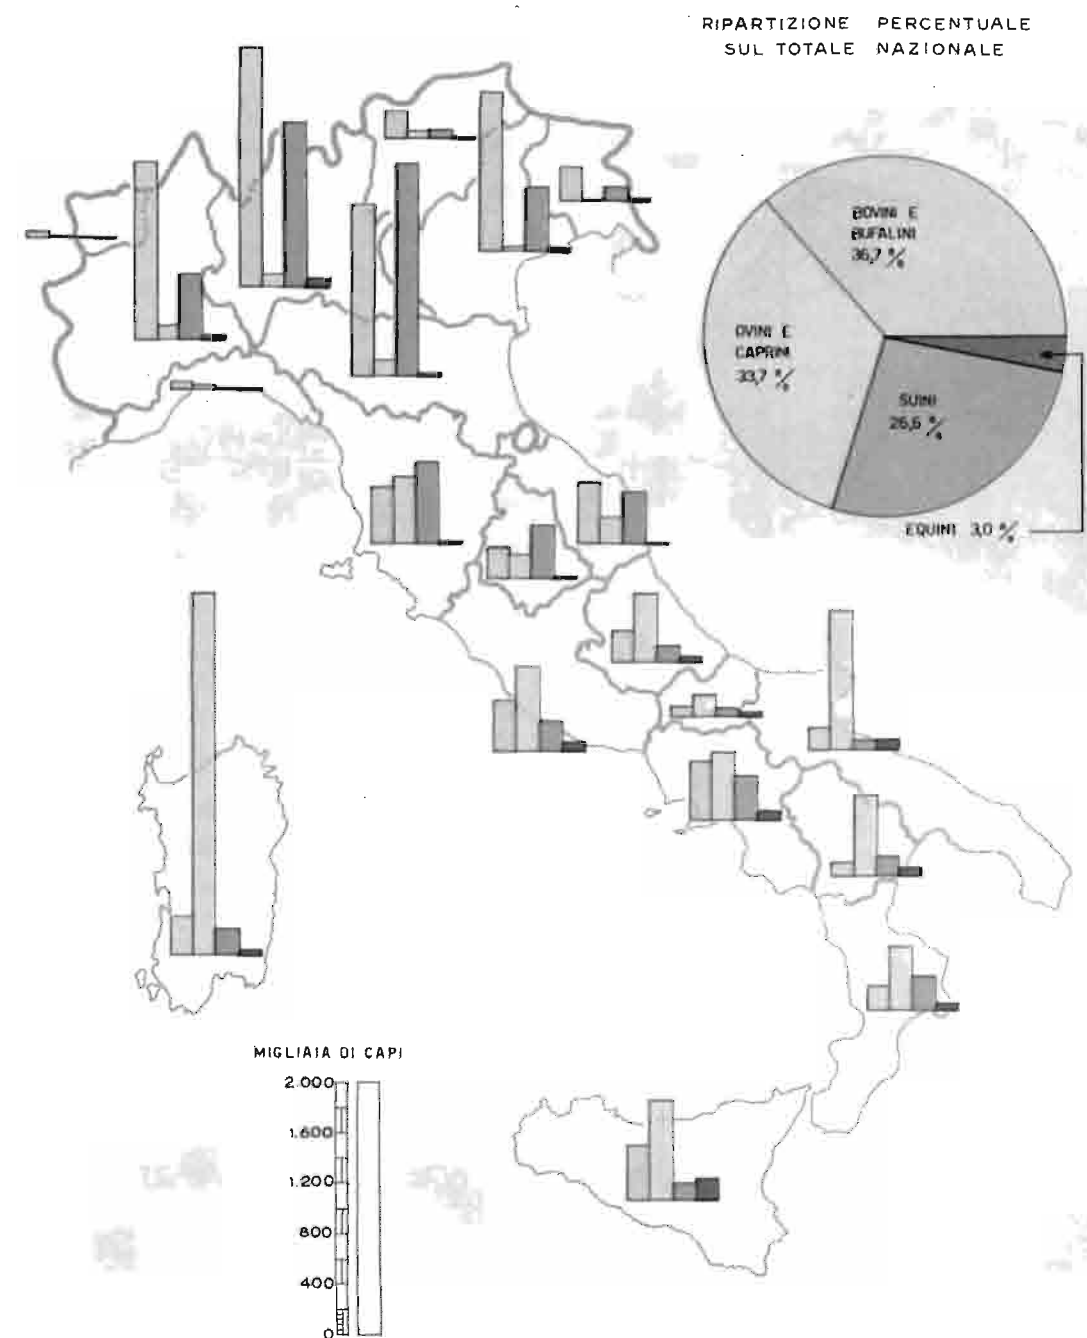 RIPARTIZIONE PERCENTUALE
SUL TOTALE NAZIONALE
BOVINI E
BUFALINI
36,7 %
OVINI E
CAPRINI
33,7 %
SUINI
26,6 %
EQUINI 3,0 %
MIGLIAIA DI CAPI
2.000
1.600
1.200
800
400
0